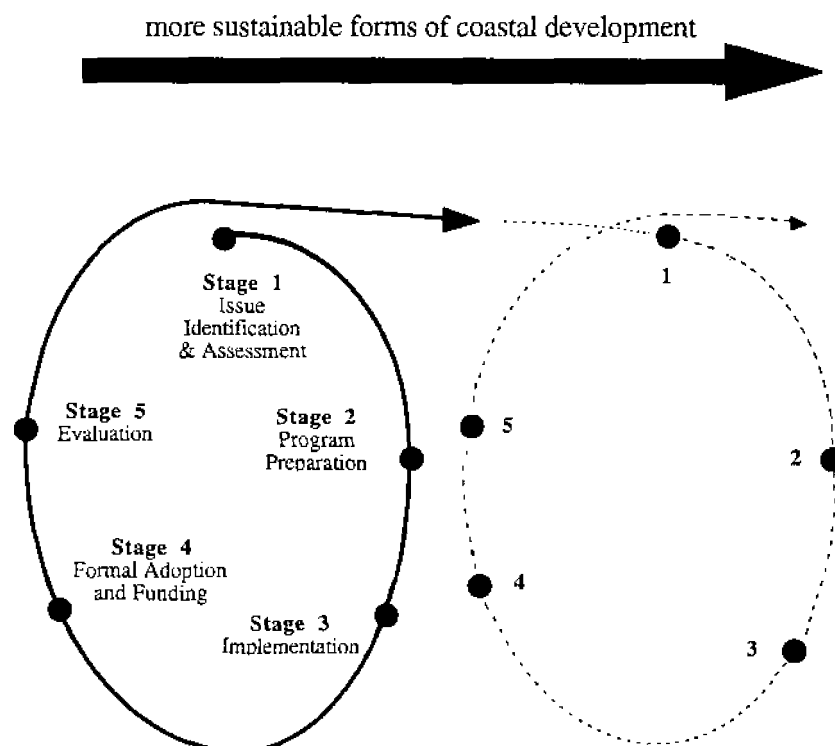 more sustainable forms of coastal development
Stage 1
Issue
Identification
& Assessment
Stage 2
Program
Preparation
Stage 3
Implementation
Stage 4
Formal Adoption
and Funding
Stage 5
Evaluation
1
2
3
4
5